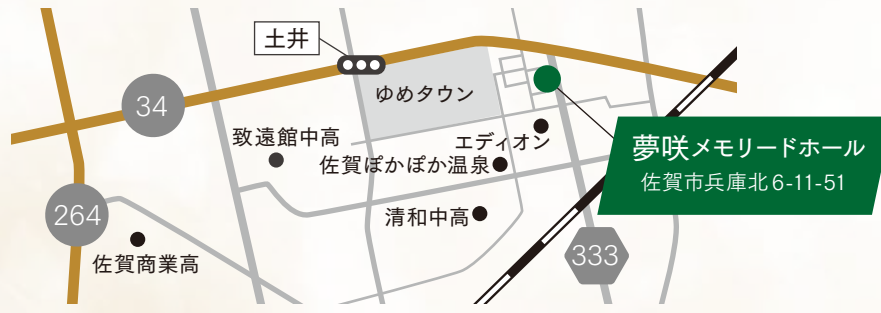 土井
34
ゆめタウン
致遠館中高
エディオン
佐賀ぽかぽか温泉
夢咲メモリードホール
佐賀市兵庫北6-11-51
264
清和中高
佐賀商業高
333